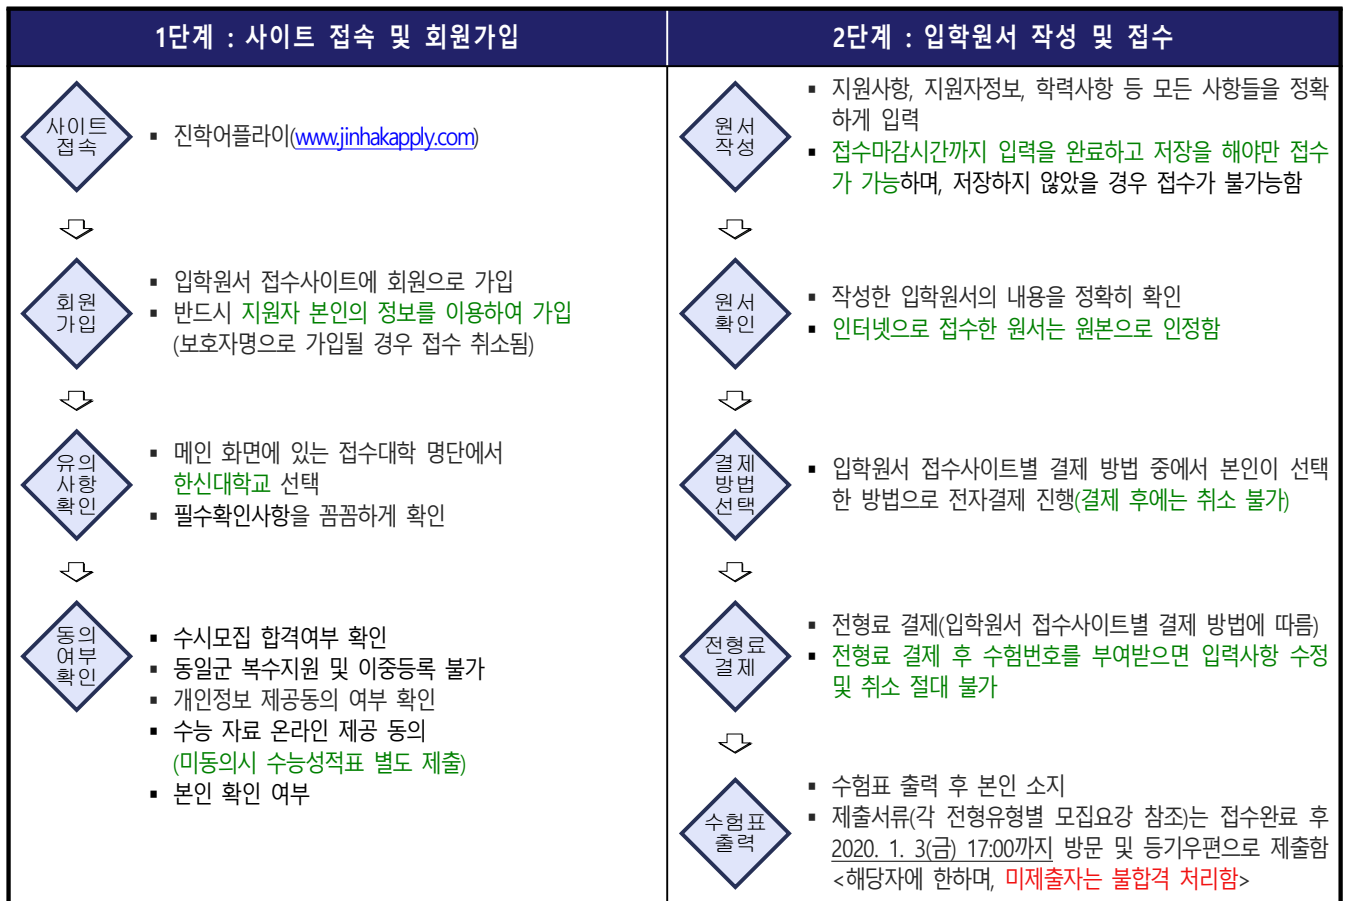 1단계 : 사이트 접속 및 회원가입
사이트
접속
▪ 진학어플라이(www.jinhakapply.com)
회원
가입
▪ 입학원서 접수사이트에 회원으로 가입
▪ 반드시 지원자 본인의 정보를 이용하여 가입
(보호자명으로 가입될 경우 접수 취소됨)
유의
사항
확인
▪ 메인 화면에 있는 접수대학 명단에서
한신대학교 선택
▪ 필수확인사항을 꼼꼼하게 확인
동의
여부
확인
▪ 수시모집 합격여부 확인
▪ 동일군 복수지원 및 이중등록 불가
▪ 개인정보 제공동의 여부 확인
▪ 수능 자료 온라인 제공 동의
(미동의시 수능성적표 별도 제출)
▪ 본인 확인 여부
2단계 : 입학원서 작성 및 접수
원서
작성
▪ 지원사항, 지원자정보, 학력사항 등 모든 사항들을 정확
하게 입력
▪ 접수마감시간까지 입력을 완료하고 저장을 해야만 접수
가 가능하며, 저장하지 않았을 경우 접수가 불가능함
원서
확인
▪ 작성한 입학원서의 내용을 정확히 확인
▪ 인터넷으로 접수한 원서는 원본으로 인정함
결제
방법
선택
▪ 입학원서 접수사이트별 결제 방법 중에서 본인이 선택
한 방법으로 전자결제 진행(결제 후에는 취소 불가)
전형료
결제
▪ 전형료 결제(입학원서 접수사이트별 결제 방법에 따름)
▪ 전형료 결제 후 수험번호를 부여받으면 입력사항 수정
및 취소 절대 불가
수험표
출력
▪ 수험표 출력 후 본인 소지
▪ 제출서류(각 전형유형별 모집요강 참조)는 접수완료 후
2020. 1. 3(금) 17:00까지 방문 및 등기우편으로 제출함
<해당자에 한하며, 미제출자는 불합격 처리함>